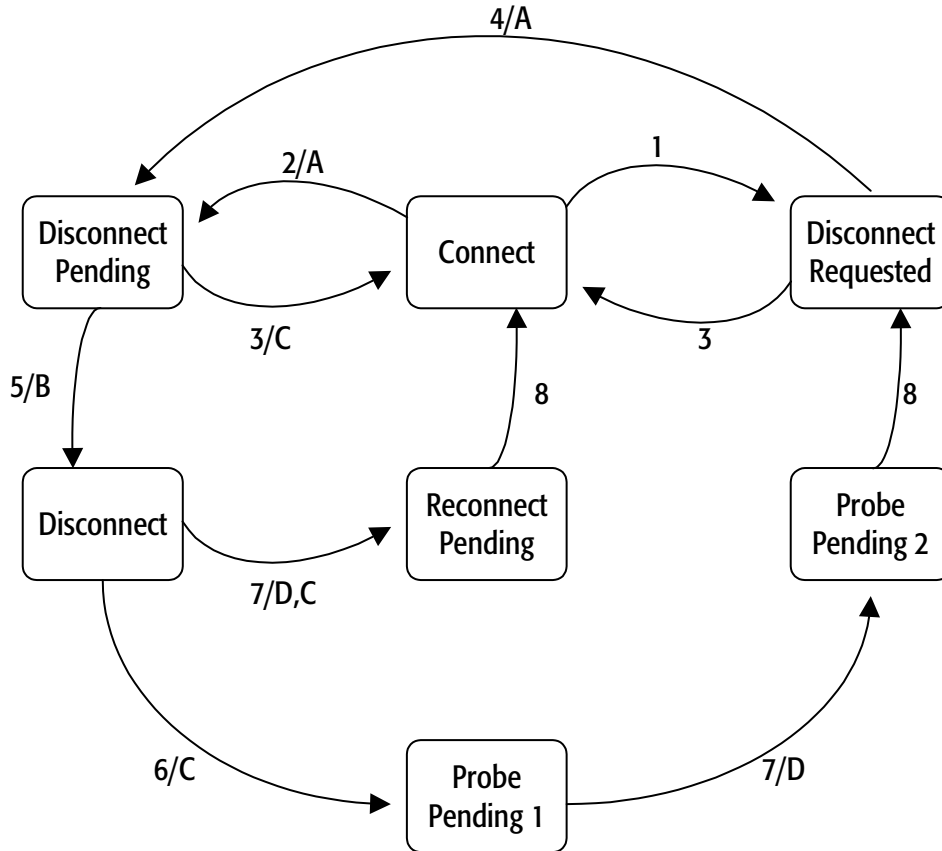 4/A
2/A
1
Disconnect
Pending
Connect
Disconnect
Requested
3/C
3
5/B
8
8
Disconnect
Reconnect
Pending
Probe
Pending 2
7/D,C
6/C
Probe
Pending 1
7/D